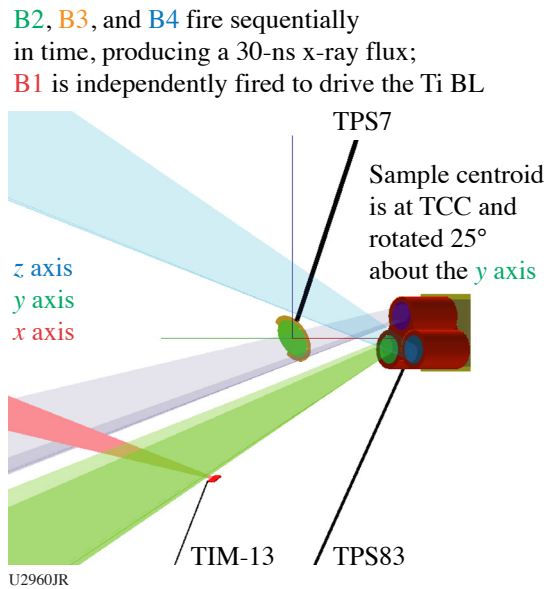 B2, B3, and B4 fire sequentially
in time, producing a 30-ns x-ray flux;
B1 is independently fired to drive the Ti BL
TPS7
Sample centroid
is at TCC and
rotated 25°
about the y axis
z axis
y axis
x axis
TIM-13
TPS83
U2960JR